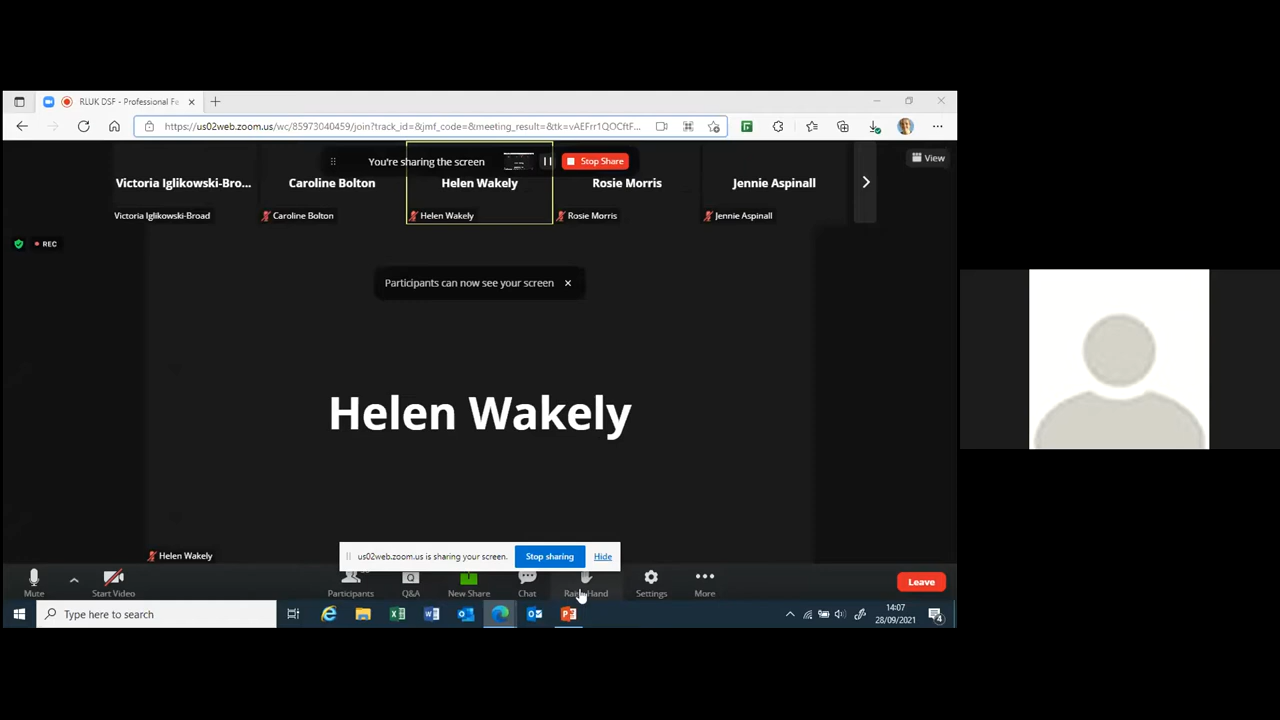 RLUK DSF - Professional Fe
https://us02web.zoom.us/wc/85973040459/join?track_id=&jmf_code=&meeting_result=&tk=vAEFrr1QOCftF...
You're sharing the screen
Stop Share
View
Victoria Iglikowski-Bro...
Caroline Bolton
Helen Wakely
Rosie Morris
Jennie Aspinall
Victoria Iglikowski-Broad
Caroline Bolton
Helen Wakely
Rosie Morris
Jennie Aspinall
REC
Participants can now see your screen
Helen Wakely
Helen Wakely
us02web.zoom.us is sharing your screen.
Stop sharing
Hide
Mute
Start Video
Participants
Q&A
New Share
Chat
Raise Hand
Settings
More
Leave
Type here to search
14:07
28/09/2021
4